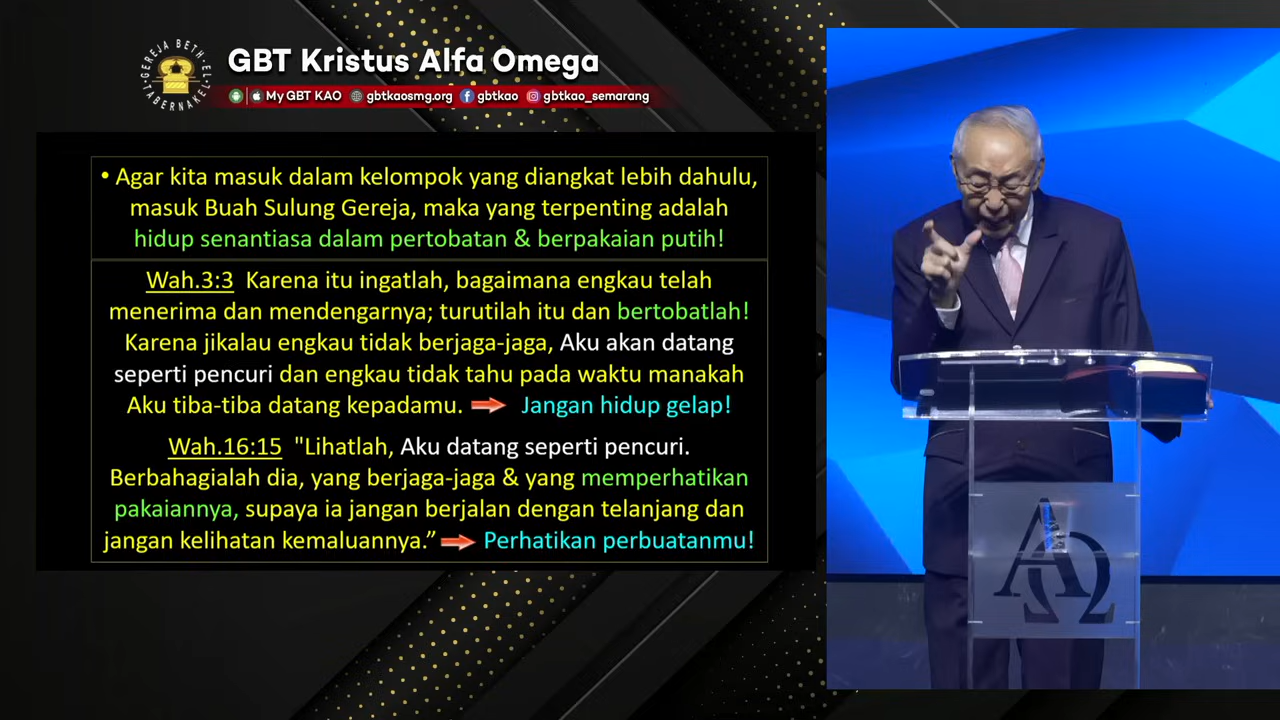 GEREJA BETH-EL
TABERNAKEL
GBT Kristus Alfa Omega
My GBT KAO gbtkaosmg.org gbtkao gbtkao_semarang
• Agar kita masuk dalam kelompok yang diangkat lebih dahulu,
masuk Buah Sulung Gereja, maka yang terpenting adalah
hidup senantiasa dalam pertobatan & berpakaian putih!
Wah.3:3 Karena itu ingatlah, bagaimana engkau telah
menerima dan mendengarnya; turutilah itu dan bertobatlah!
Karena jikalau engkau tidak berjaga-jaga, Aku akan datang
seperti pencuri dan engkau tidak tahu pada waktu manakah
Aku tiba-tiba datang kepadamu. Jangan hidup gelap!
Wah.16:15 "Lihatlah, Aku datang seperti pencuri.
Berbahagialah dia, yang berjaga-jaga & yang memperhatikan
pakaiannya, supaya ia jangan berjalan dengan telanjang dan
jangan kelihatan kemaluannya.” Perhatikan perbuatanmu!
ΑΩ